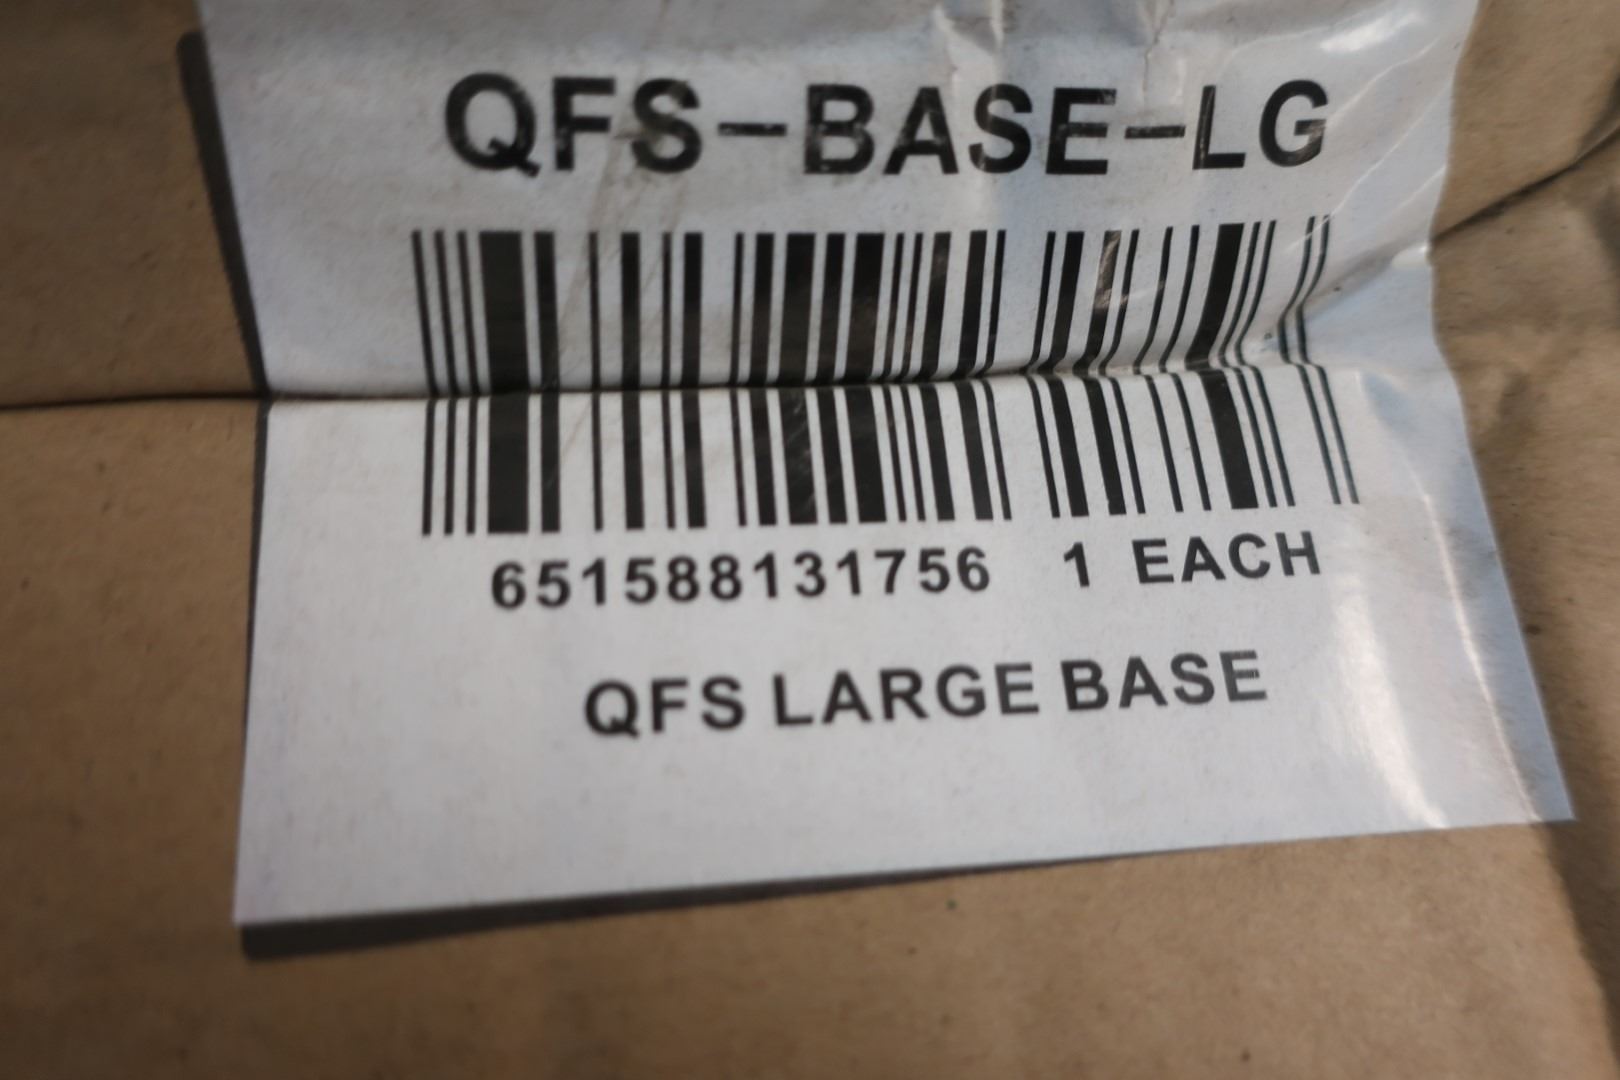 QFS-BASE-LG
651588131756 1 EACH
QFS LARGE BASE